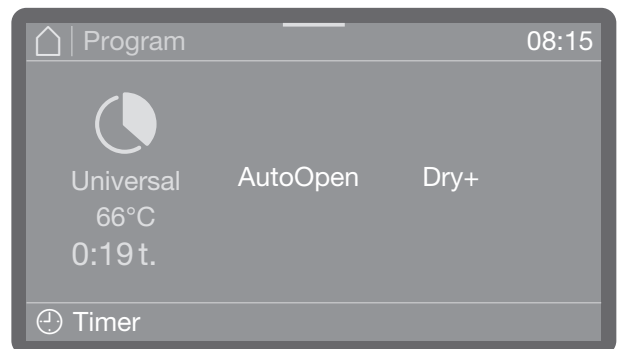 Program 08:15
Universal AutoOpen Dry+
66°C
0:19 t.
Timer